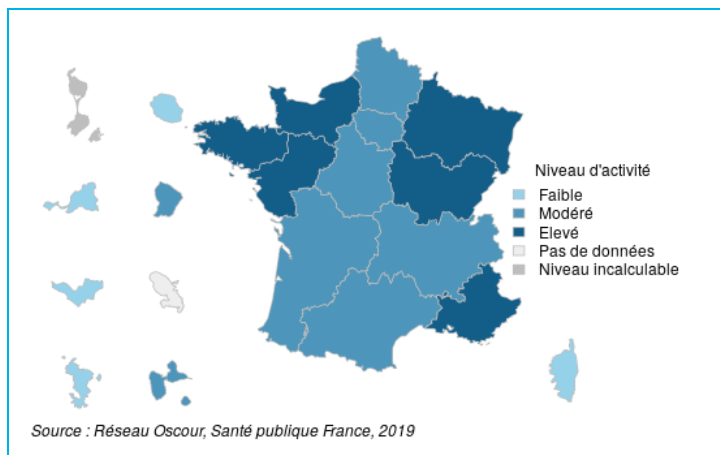 Niveau d'activité
Faible
Modéré
Elevé
Pas de données
Niveau incalculable
Source : Réseau Oscour, Santé publique France, 2019